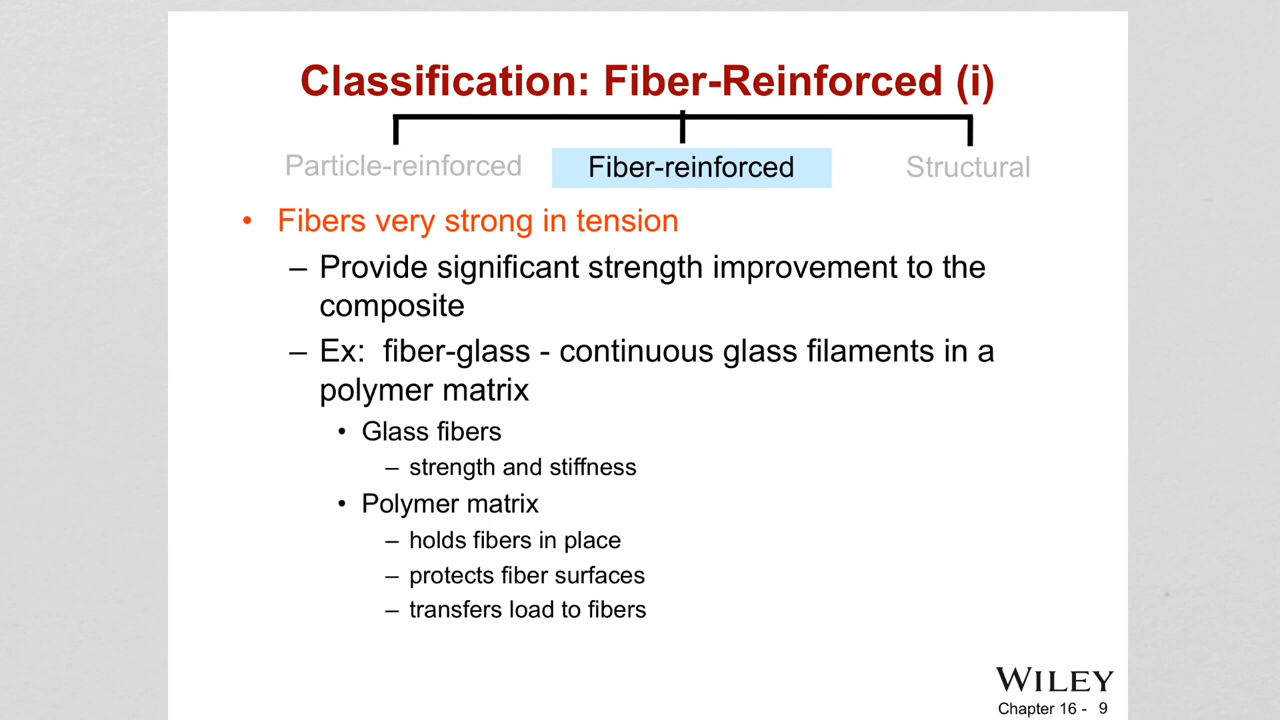 Classification: Fiber-Reinforced (i)
Particle-reinforced Fiber-reinforced Structural
• Fibers very strong in tension
– Provide significant strength improvement to the
composite
– Ex:  fiber-glass - continuous glass filaments in a
polymer matrix
• Glass fibers
– strength and stiffness
• Polymer matrix
– holds fibers in place
– protects fiber surfaces
– transfers load to fibers
WILEY
Chapter 16 - 9